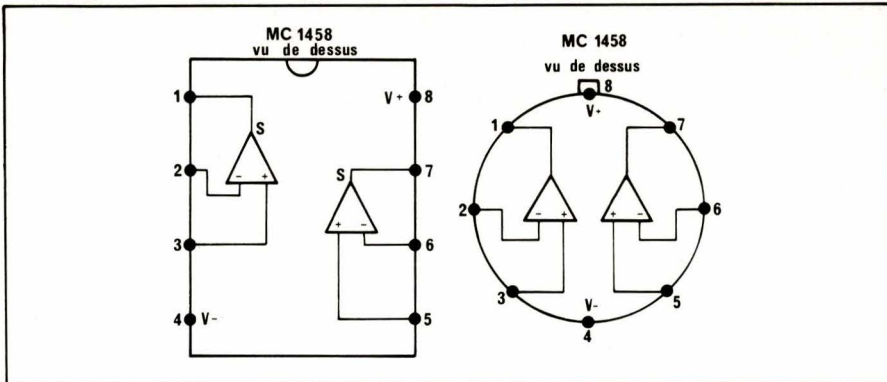 MC 1458
vu de dessus
1
2
3
4 V-
S
- +
V+ 8
7
6
5
S
+ -
MC 1458
vu de dessus
8
V+
1
2
3
7
6
5
- +
+ -
V-
4